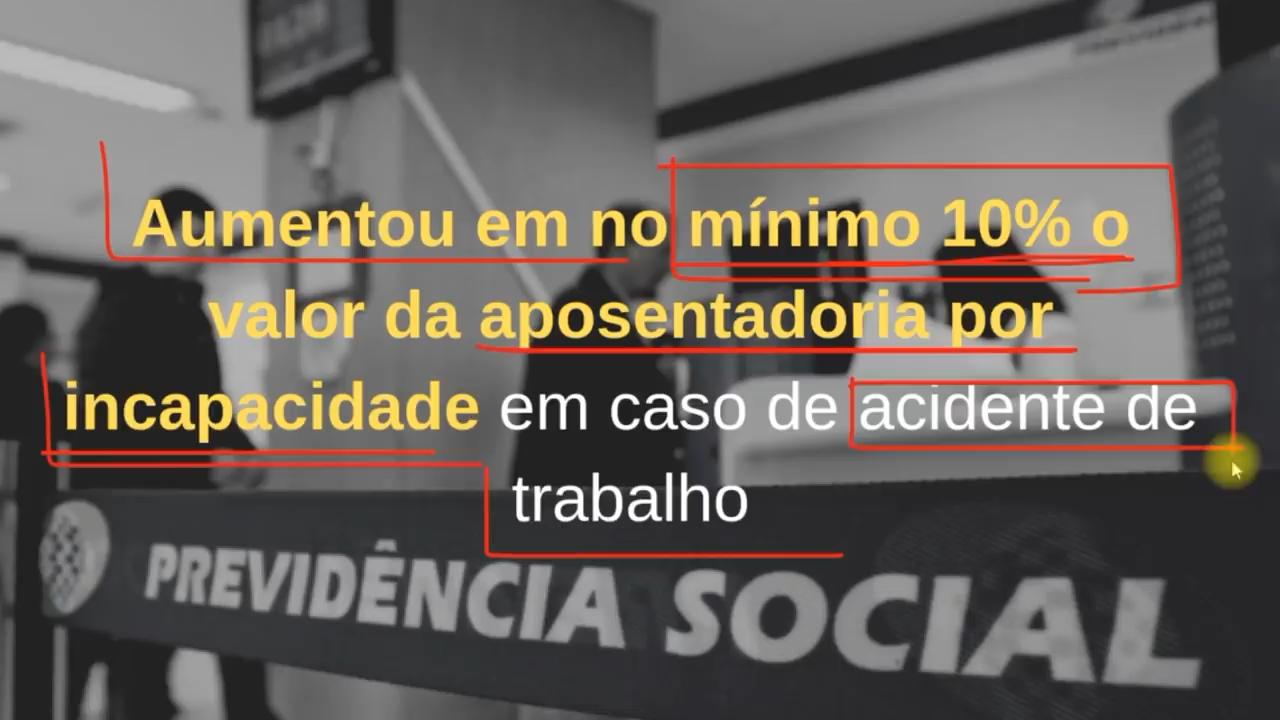 Aumentou em no mínimo 10% o
valor da aposentadoria por
incapacidade em caso de acidente de
trabalho
PREVIDÊNCIA SOCIAL